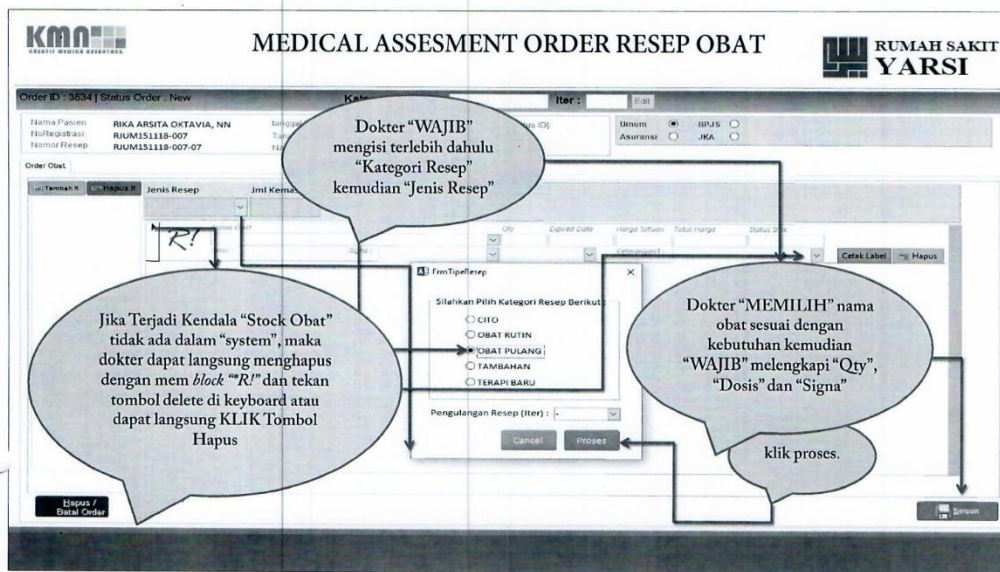 KMN
KREATIF MEDIKA NUSANTARA
MEDICAL ASSESMENT ORDER RESEP OBAT
RUMAH SAKIT
YARSI
Order ID : 3534 | Status Order : New
Iter :
Edit
Nama Pasien RIKA ARSITA OKTAVIA, NN
NoRegistrasi RJUM151118-007
Nomor Resep RJUM151118-007-07
Umum BPJS
Asuransi JKA
Order Obat
Tambah R
Hapus R
Jenis Resep
R!
Qty Expired Date Harga Satuan Total Harga
Cetak Label
Hapus
Dokter “WAJIB”
mengisi terlebih dahulu
“Kategori Resep”
kemudian “Jenis Resep”
Jika Terjadi Kendala “Stock Obat”
tidak ada dalam “system”, maka
dokter dapat langsung menghapus
dengan mem block “*R!” dan tekan
tombol delete di keyboard atau
dapat langsung KLIK Tombol
Hapus
FrmTipeResep
Silahkan Pilih Kategori Resep Berikut :
CITO
OBAT RUTIN
OBAT PULANG
TAMBAHAN
TERAPI BARU
Pengulangan Resep (Iter) : -
Cancel
Proses
Dokter “MEMILIH” nama
obat sesuai dengan
kebutuhan kemudian
“WAJIB” melengkapi “Qty”,
“Dosis” dan “Signa”
klik proses.
Hapus /
Batal Order
Simpan